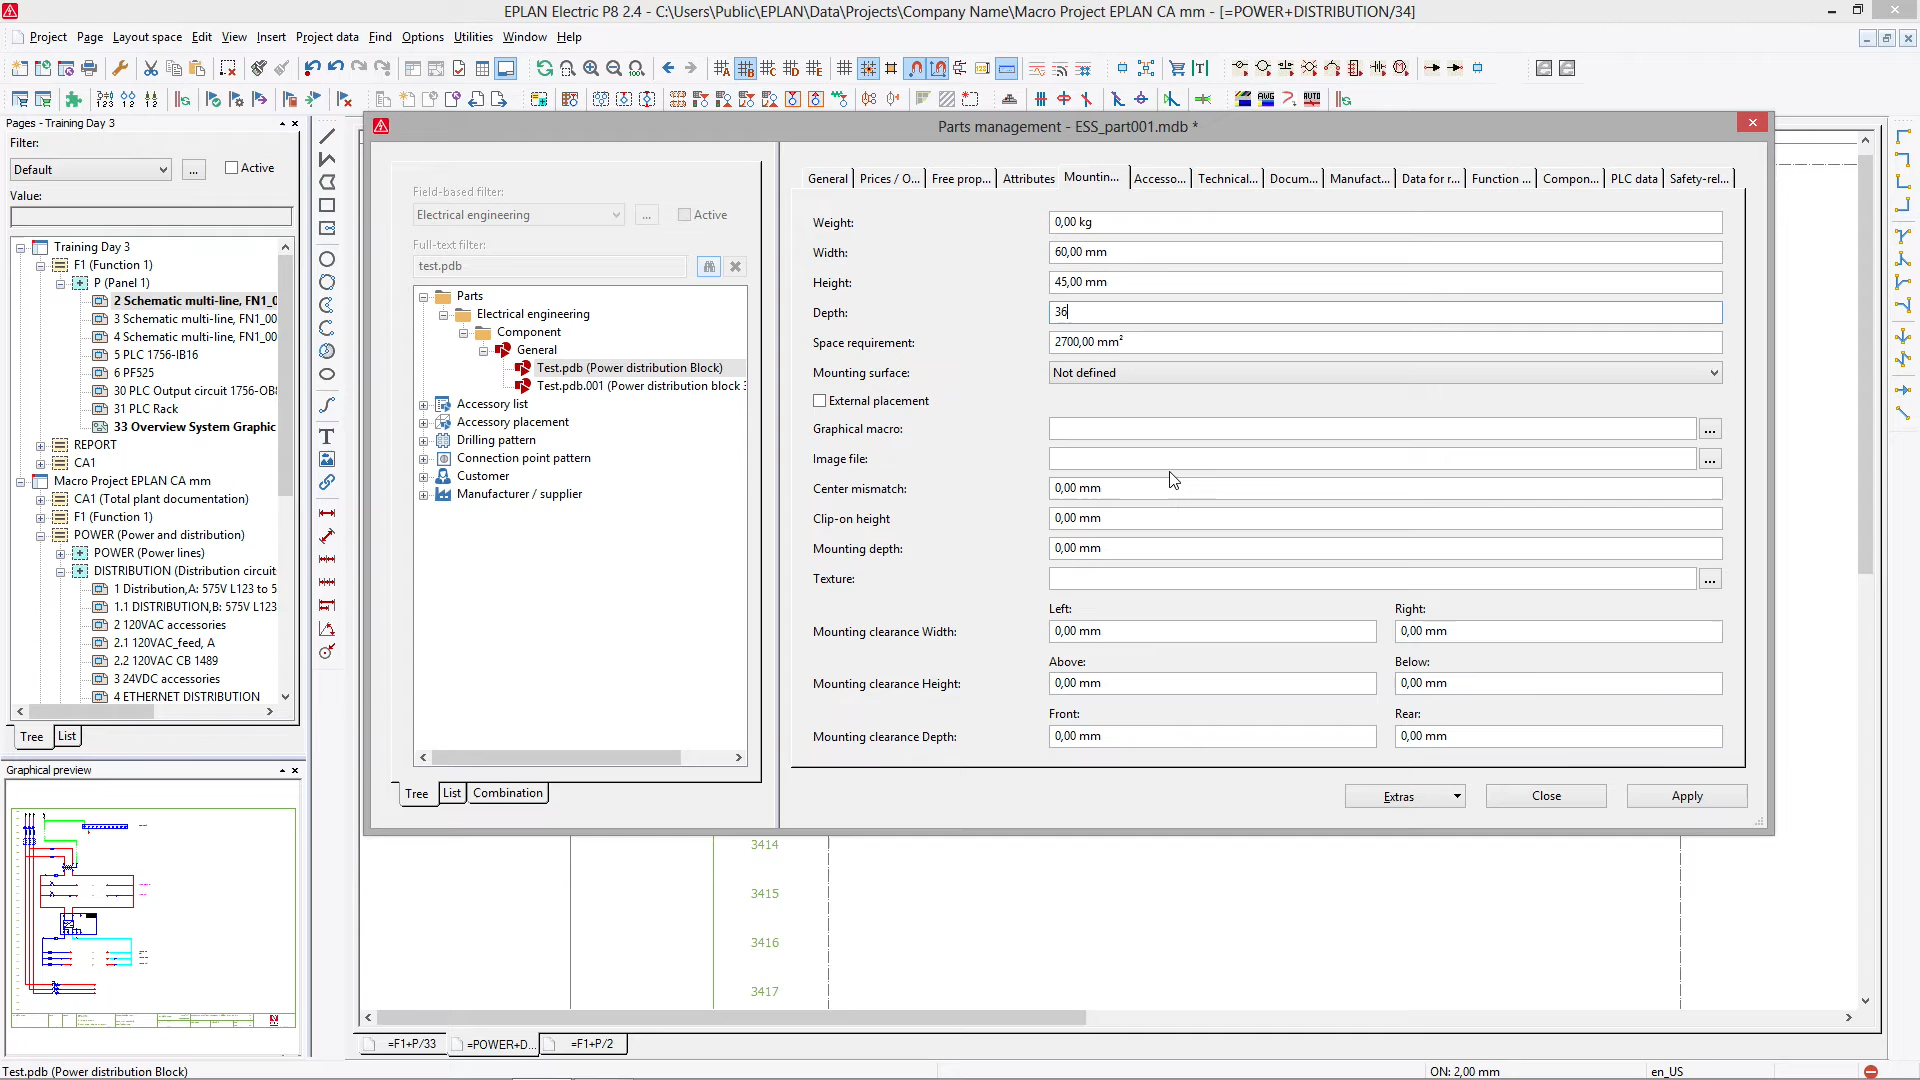 EPLAN Electric P8 2.4 - C:\Users\Public\EPLAN\Data\Projects\Company Name\Macro Project EPLAN CA mm - [=POWER+DISTRIBUTION/34]
Project Page Layout space Edit View Insert Project data Find Options Utilities Window Help
Pages - Training Day 3
Filter:
Default
...
Active
Value:
Training Day 3
F1 (Function 1)
P (Panel 1)
2 Schematic multi-line, FN1_0
3 Schematic multi-line, FN1_00
4 Schematic multi-line, FN1_00
5 PLC 1756-IB16
6 PF525
30 PLC Output circuit 1756-OB8
31 PLC Rack
33 Overview System Graphic
REPORT
CA1
Macro Project EPLAN CA mm
CA1 (Total plant documentation)
F1 (Function 1)
POWER (Power and distribution)
POWER (Power lines)
DISTRIBUTION (Distribution circuit
1 Distribution,A: 575V L123 to 5
1.1 DISTRIBUTION,B: 575V L123
2 120VAC accessories
2.1 120VAC_feed, A
2.2 120VAC CB 1489
3 24VDC accessories
4 ETHERNET DISTRIBUTION
Tree List
Graphical preview
Parts management - ESS_part001.mdb *
Field-based filter:
Electrical engineering
...
Active
Full-text filter:
test.pdb
Parts
Electrical engineering
Component
General
Test.pdb (Power distribution Block)
Test.pdb.001 (Power distribution block 3
Accessory list
Accessory placement
Drilling pattern
Connection point pattern
Customer
Manufacturer / supplier
Tree List Combination
General Prices / O... Free prop... Attributes Mountin... Accesso... Technical... Docum... Manufact... Data for r... Function ... Compon... PLC data Safety-rel...
Weight: 0,00 kg
Width: 60,00 mm
Height: 45,00 mm
Depth: 36
Space requirement: 2700,00 mm²
Mounting surface: Not defined
External placement
Graphical macro: ...
Image file: ...
Center mismatch: 0,00 mm
Clip-on height 0,00 mm
Mounting depth: 0,00 mm
Texture: ...
Left: Right:
Mounting clearance Width: 0,00 mm 0,00 mm
Above: Below:
Mounting clearance Height: 0,00 mm 0,00 mm
Front: Rear:
Mounting clearance Depth: 0,00 mm 0,00 mm
Extras Close Apply
3414
3415
3416
3417
=F1+P/33 =POWER+D... =F1+P/2
Test.pdb (Power distribution Block)
ON: 2,00 mm
en_US